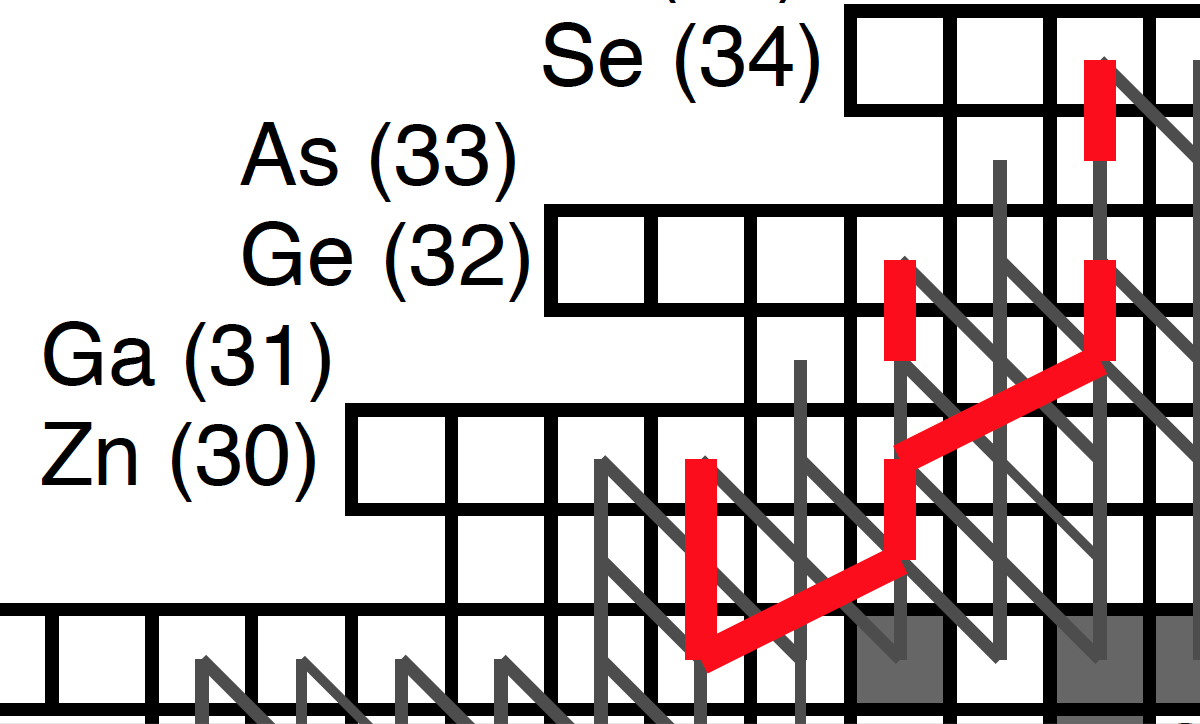 Se (34)
As (33)
Ge (32)
Ga (31)
Zn (30)